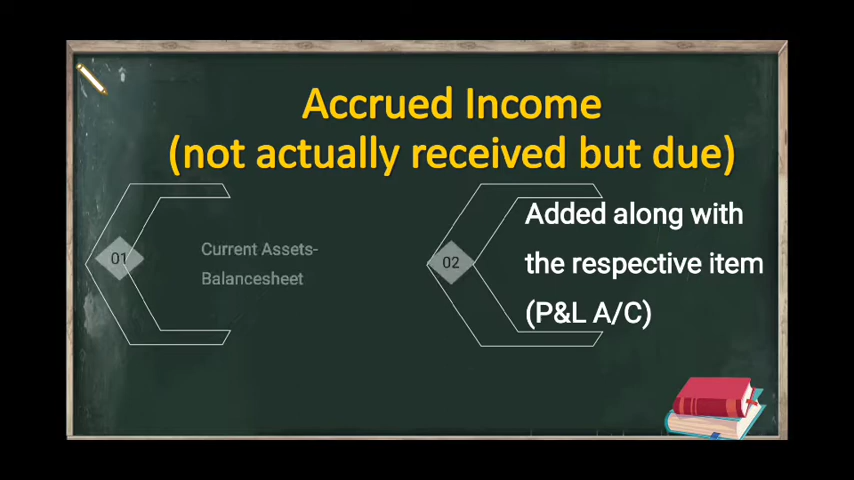 Accrued Income
(not actually received but due)
01
Current Assets-
Balancesheet
02
Added along with
the respective item
(P&L A/C)